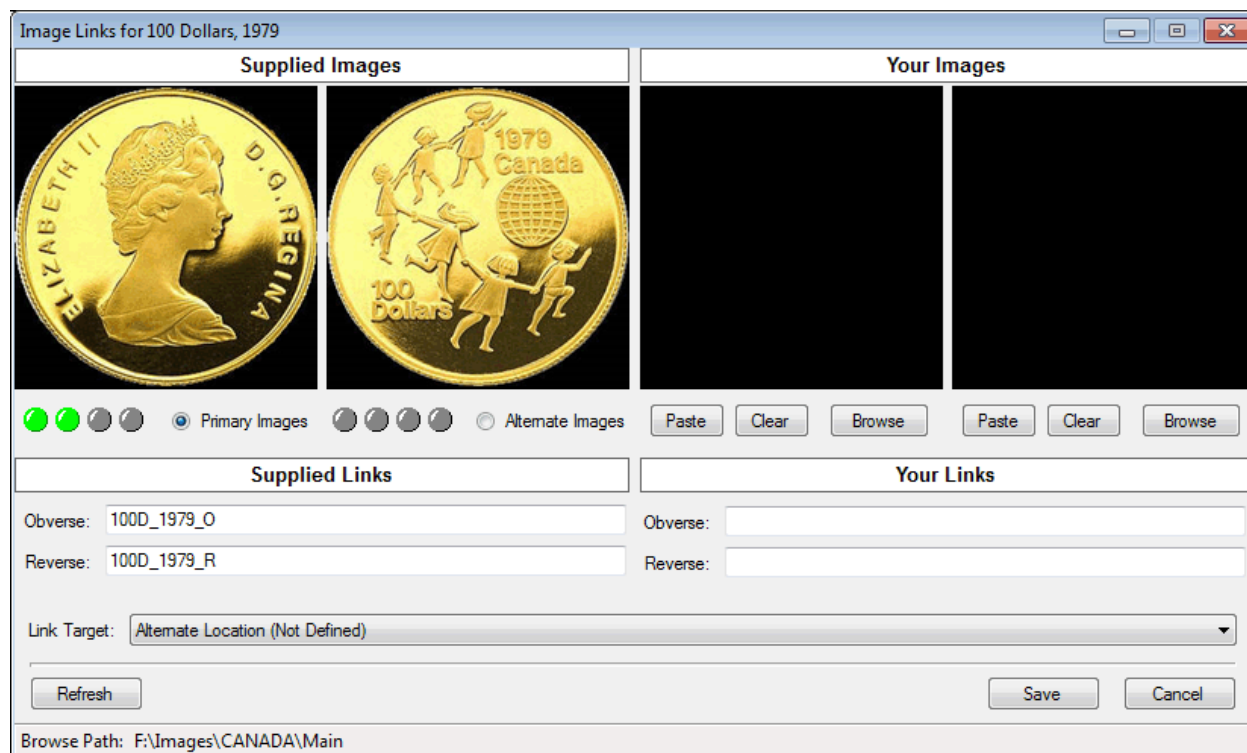 Image Links for 100 Dollars, 1979
Supplied Images
Your Images
ELIZABETH II D.G.REGINA
1979
Canada
100
Dollars
Primary Images
Alternate Images
Paste Clear Browse
Paste Clear Browse
Supplied Links
Your Links
Obverse: 100D_1979_O
Reverse: 100D_1979_R
Obverse:
Reverse:
Link Target: Alternate Location (Not Defined)
Refresh
Save
Cancel
Browse Path: F:\Images\CANADA\Main